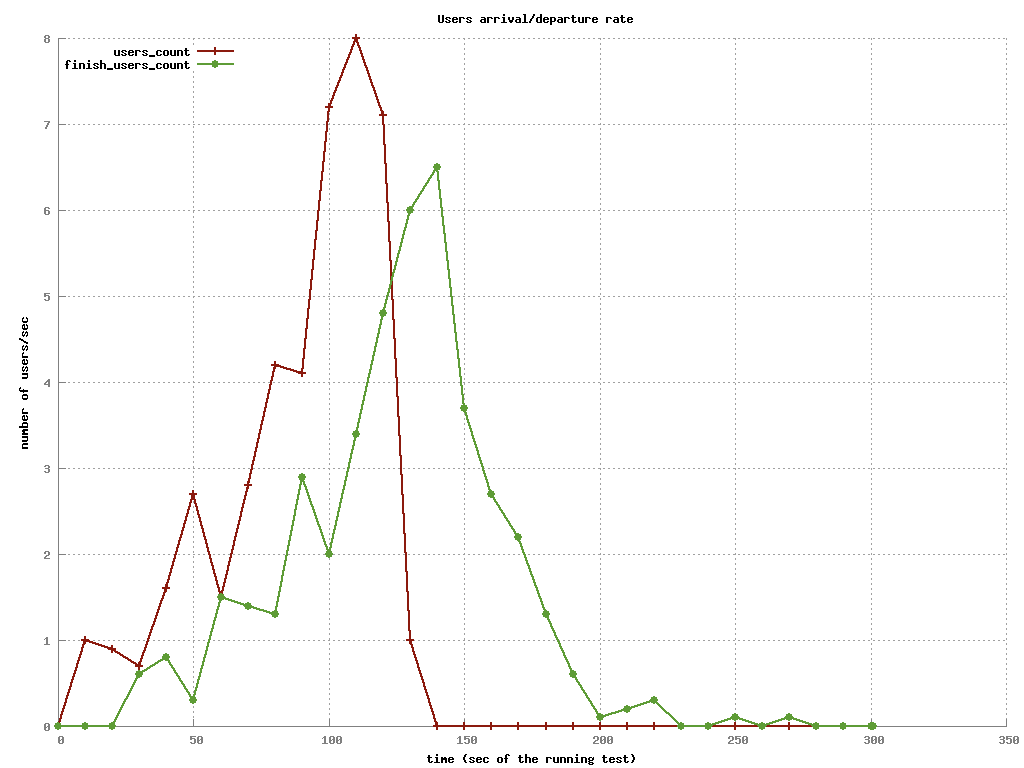 Users arrival/departure rate
users_count
finish_users_count
8
7
6
5
4
3
2
1
0
number of users/sec
0 50 100 150 200 250 300 350
time (sec of the running test)